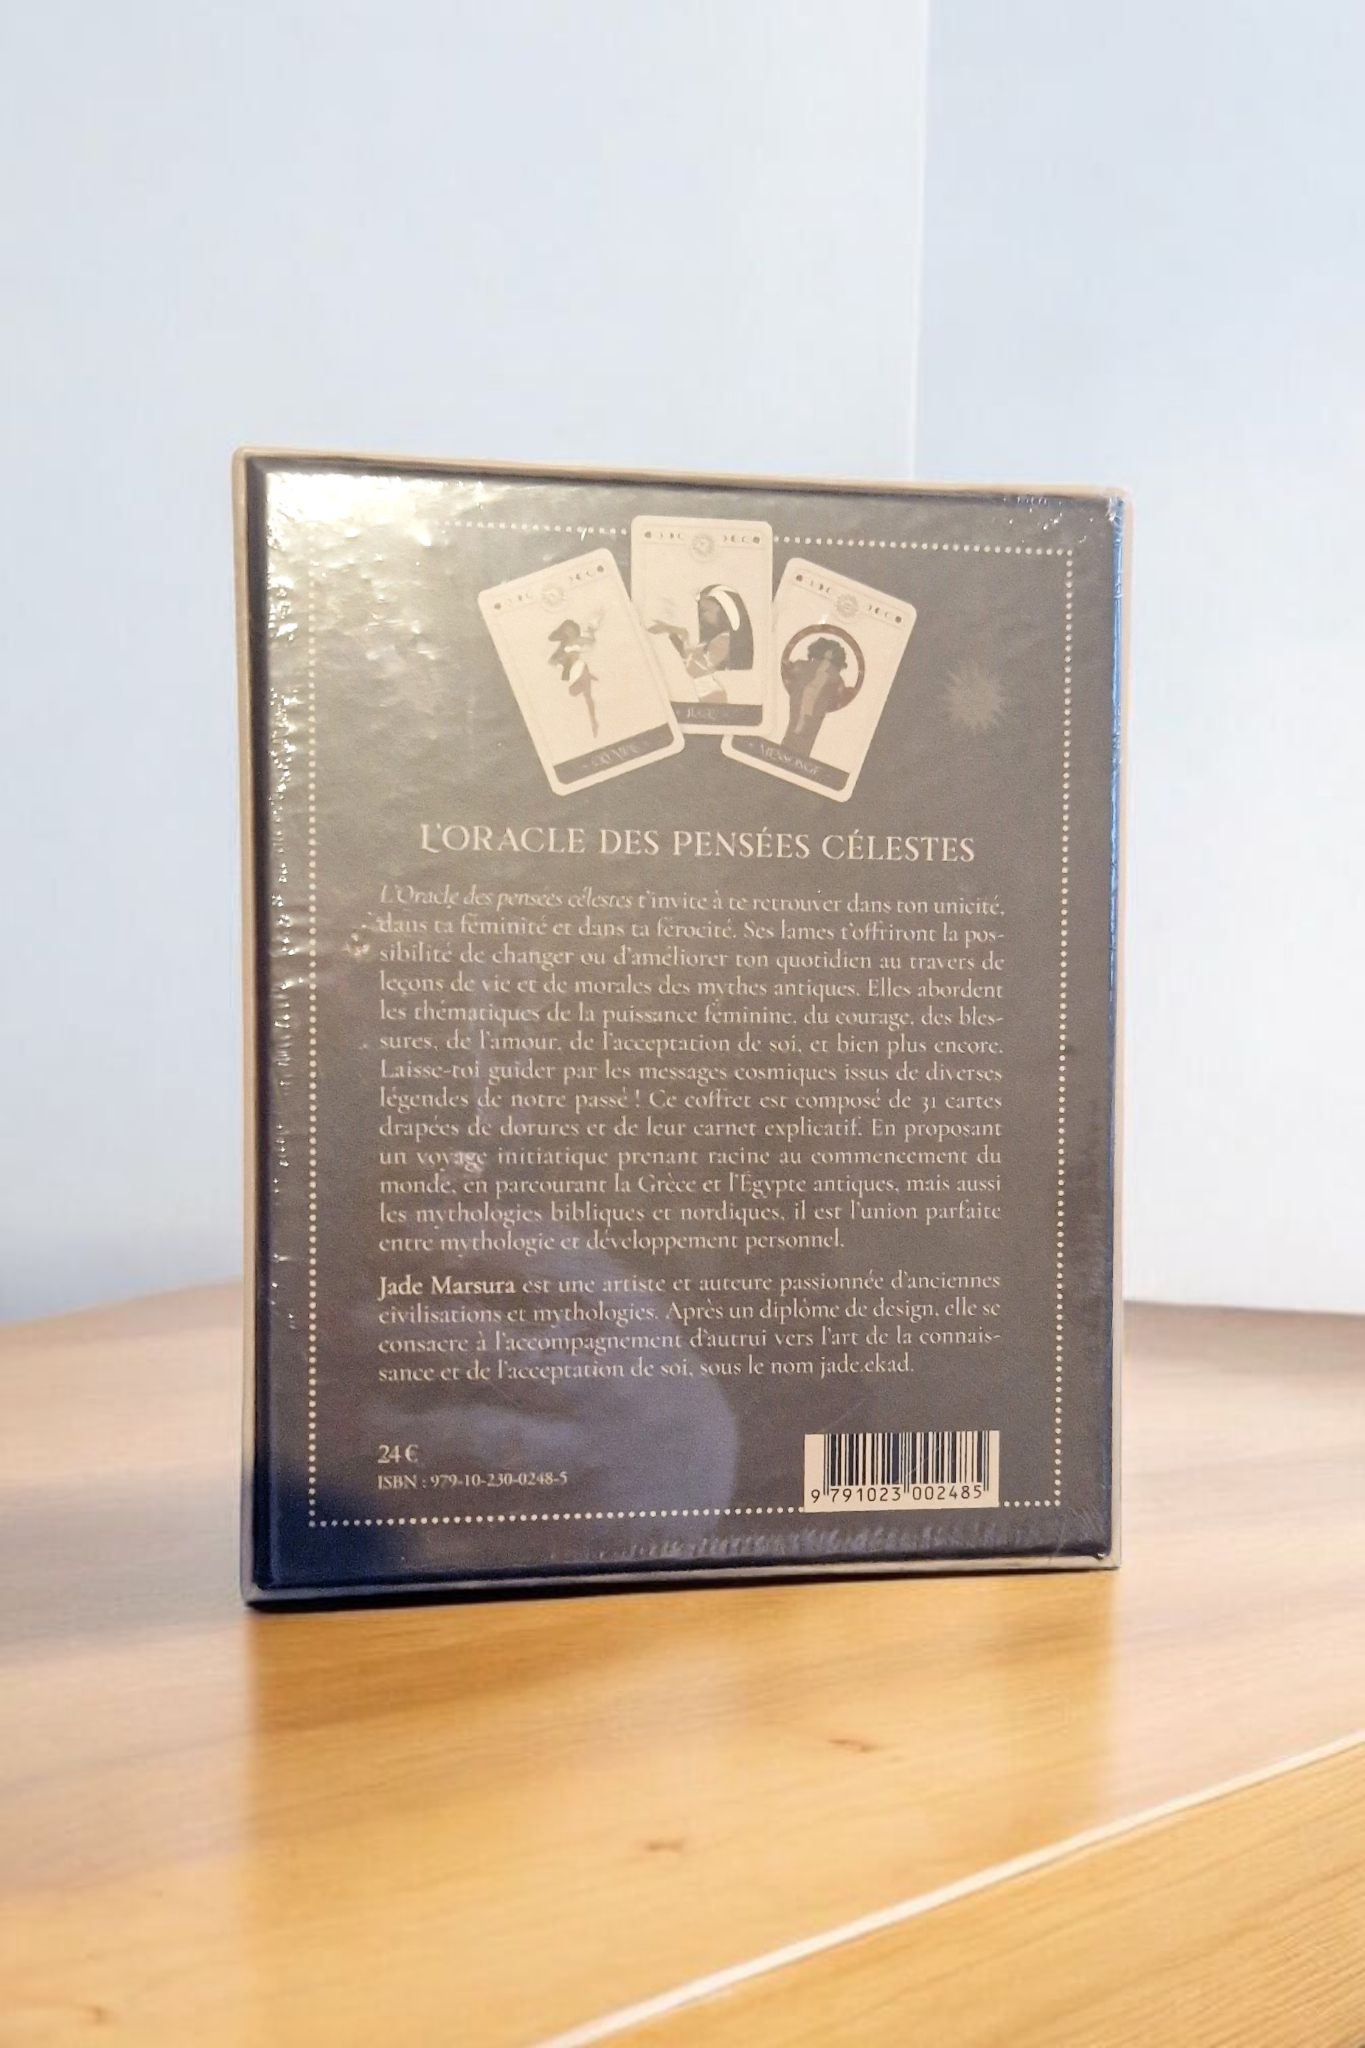 JUGE
MENSONGE
L'ORACLE DES PENSÉES CÉLESTES
L'Oracle des pensées célestes t'invite à te retrouver dans ton unicité,
dans ta féminité et dans ta férocité. Ses lames t'offriront la pos-
sibilité de changer ou d'améliorer ton quotidien au travers de
leçons de vie et de morales des mythes antiques. Elles abordent
les thématiques de la puissance féminine, du courage, des bles-
sures, de l'amour, de l'acceptation de soi, et bien plus encore.
Laisse-toi guider par les messages cosmiques issus de diverses
légendes de notre passé ! Ce coffret est composé de 31 cartes
drapées de dorures et de leur carnet explicatif. En proposant
un voyage initiatique prenant racine au commencement du
monde, en parcourant la Grèce et l'Égypte antiques, mais aussi
les mythologies bibliques et nordiques, il est l'union parfaite
entre mythologie et développement personnel.
Jade Marsura est une artiste et auteure passionnée d'anciennes
civilisations et mythologies. Après un diplôme de design, elle se
consacre à l'accompagnement d'autrui vers l'art de la connais-
sance et de l'acceptation de soi, sous le nom jade.ekad.
24 €
ISBN : 979-10-230-0248-5
9 791023 002485